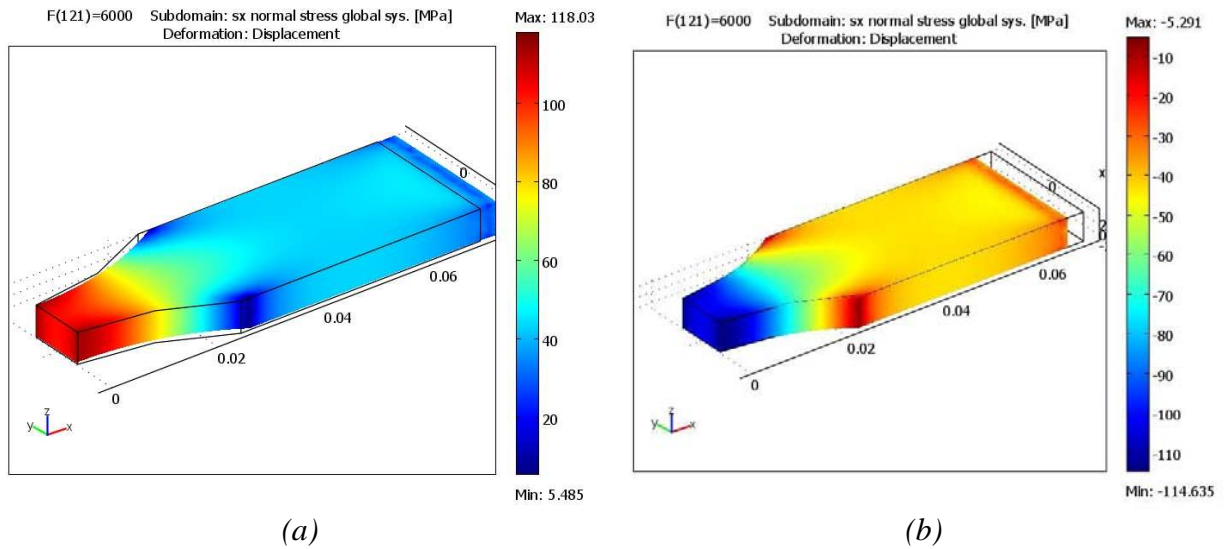 F(121)=6000 Subdomain: sx normal stress global sys. [MPa]
Deformation: Displacement
Max: 118.03
100
80
60
40
20
Min: 5.485
0
0.06
0.04
0.02
0
z
y
x
(a)
F(121)=6000 Subdomain: sx normal stress global sys. [MPa]
Deformation: Displacement
Max: -5.291
-10
-20
-30
-40
-50
-60
-70
-80
-90
-100
-110
Min: -114.635
0
x
0.06
0.04
0.02
0
z
y
x
(b)